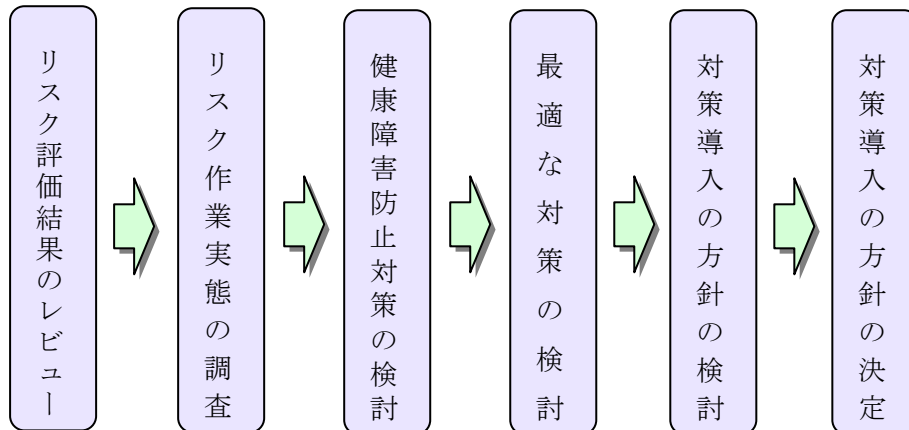 リスク評価結果のレビュー
リスク作業実態の調査
健康障害防止対策の検討
最適な対策の検討
対策導入の方針の検討
対策導入の方針の決定